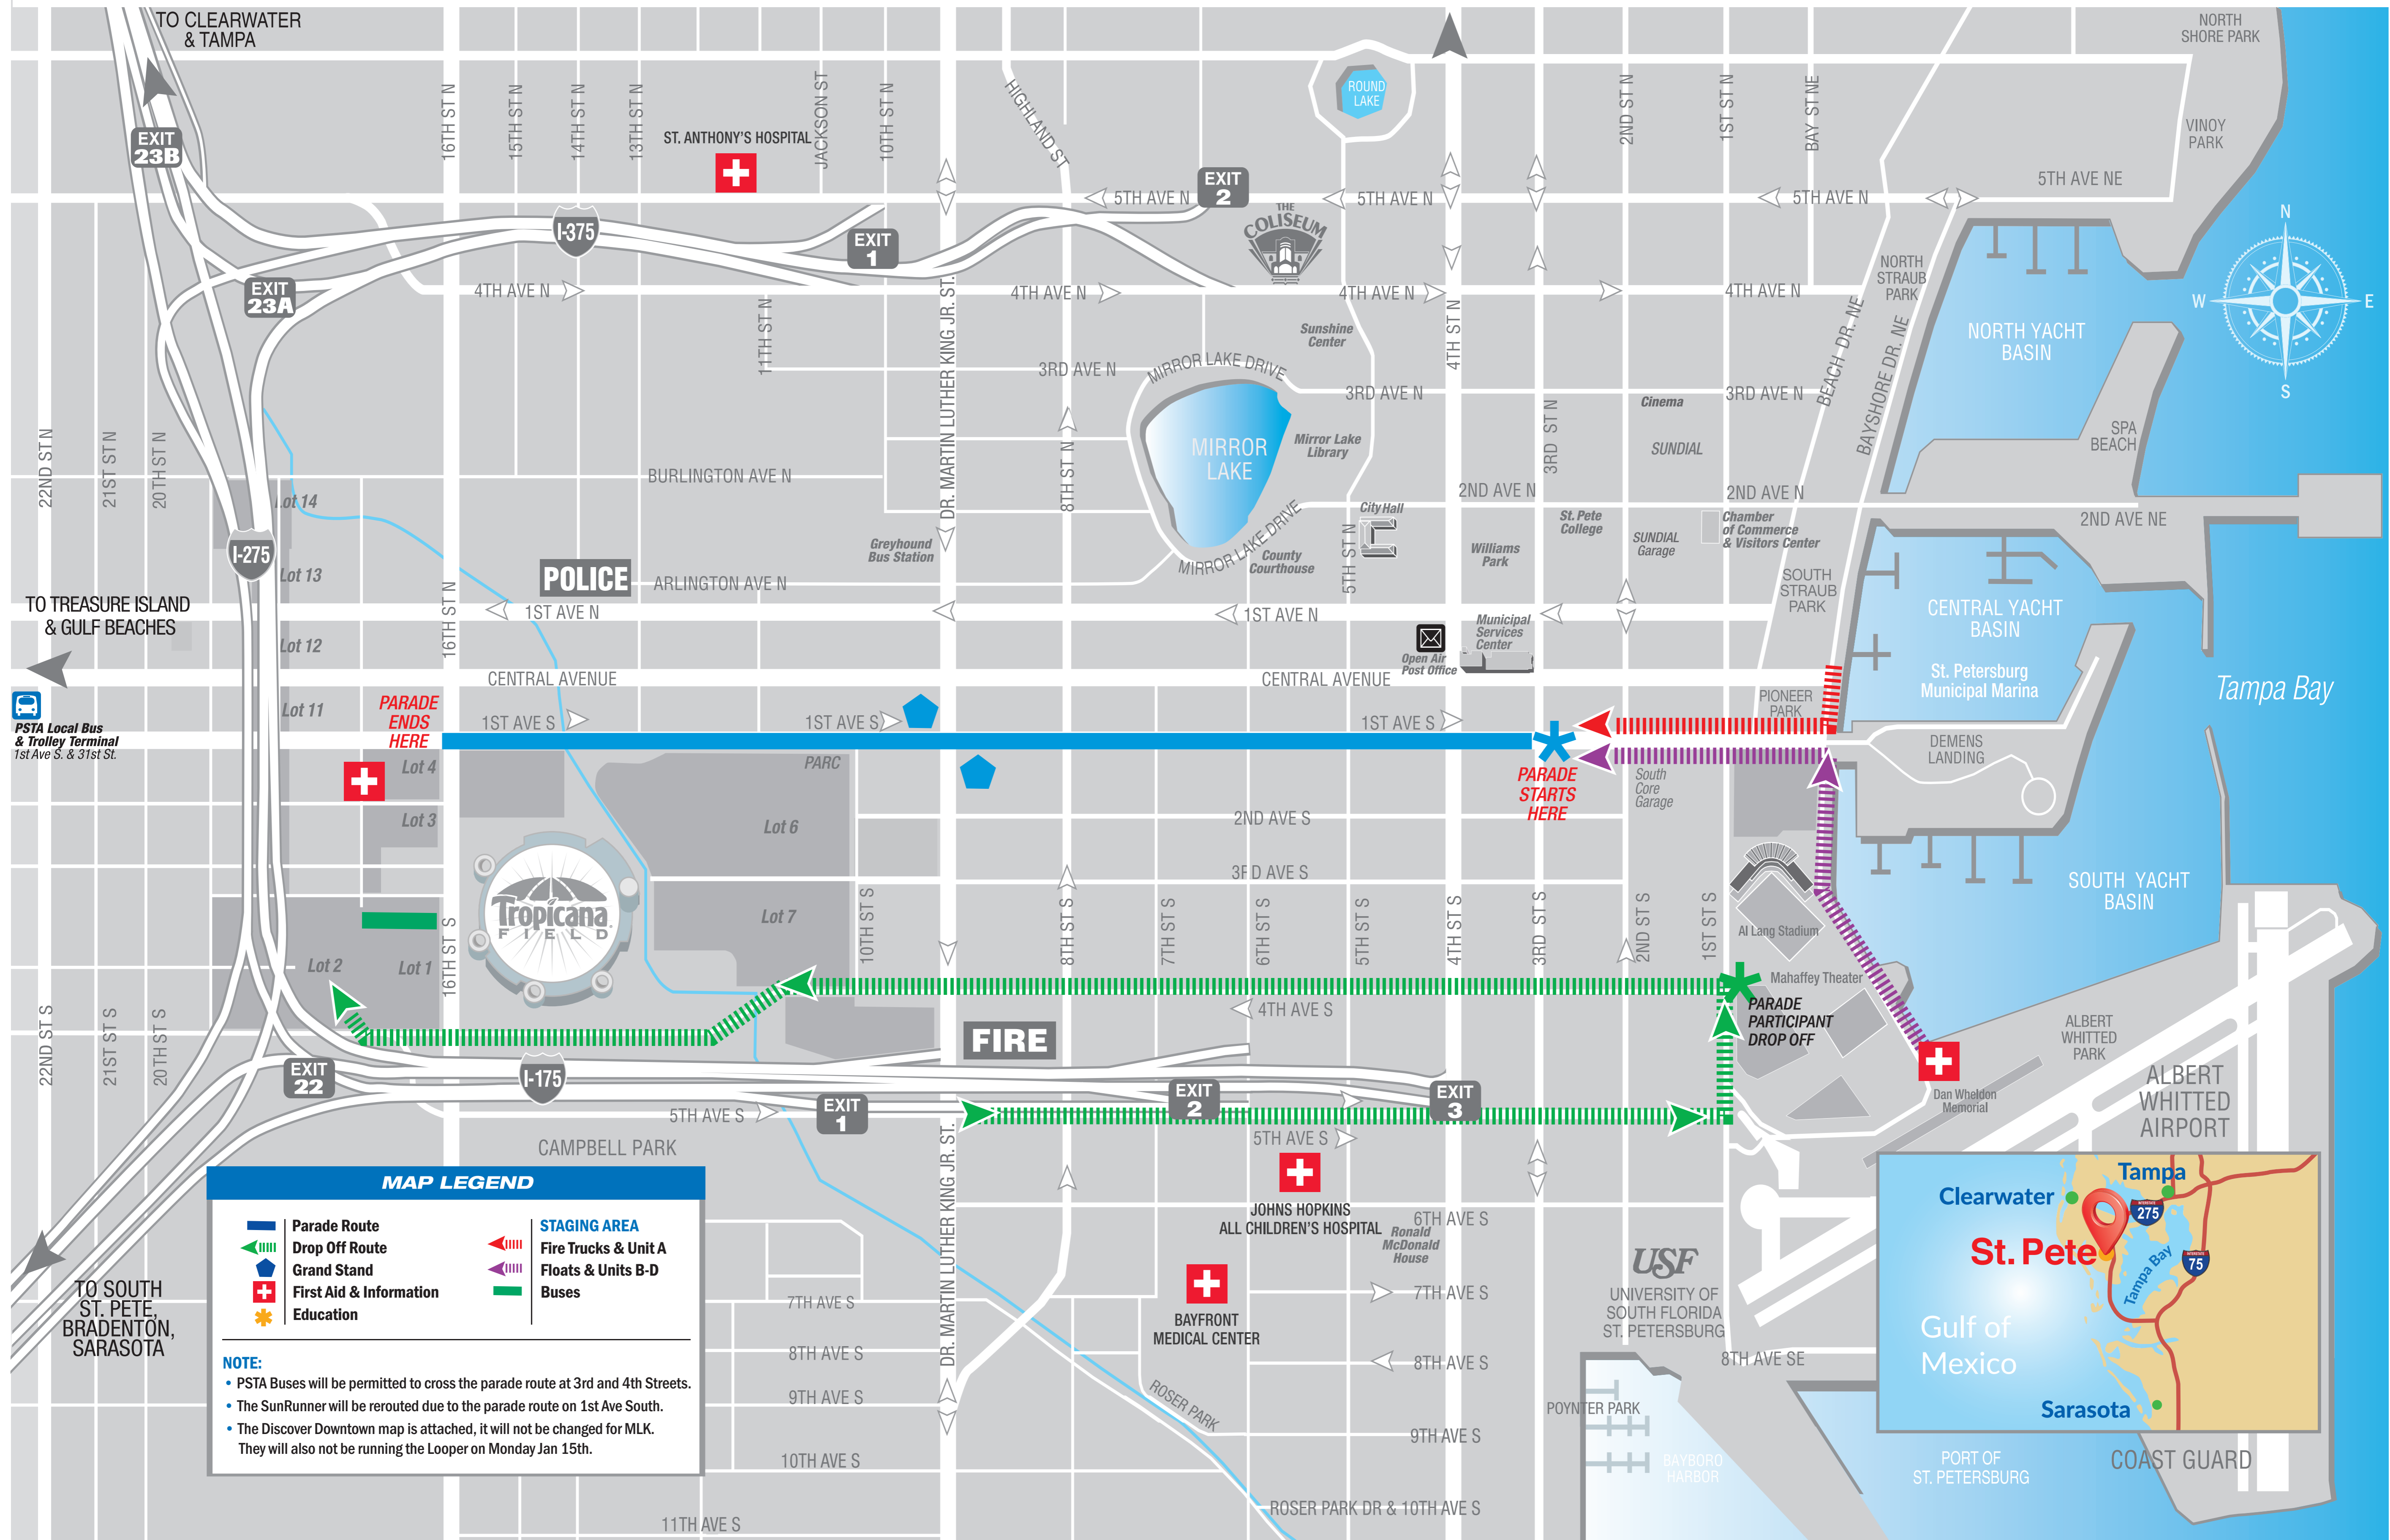 TO CLEARWATER
& TAMPA
NORTH
SHORE PARK
EXIT
23B
16TH ST N
15TH ST N
14TH ST N
13TH ST N
ST. ANTHONY'S HOSPITAL
JACKSON ST
10TH ST N
HIGHLAND ST
ROUND
LAKE
2ND ST N
1ST ST N
BAY ST NE
VINOY
PARK
5TH AVE N
EXIT
2
5TH AVE N
5TH AVE N
5TH AVE NE
THE
COLISEUM
I-375
EXIT
1
EXIT
23A
4TH AVE N
4TH AVE N
4TH AVE N
4TH AVE N
NORTH
STRAUB
PARK
N
W
E
S
11TH ST N
DR. MARTIN LUTHER KING JR. ST.
Sunshine
Center
4TH ST N
BEACH DR. NE
BAYSHORE DR. NE
NORTH YACHT
BASIN
3RD AVE N
MIRROR LAKE DRIVE
3RD AVE N
3RD AVE N
Cinema
3RD ST N
SPA
BEACH
22ND ST N
21ST ST N
20TH ST N
8TH ST N
MIRROR
LAKE
Mirror Lake
Library
SUNDIAL
BURLINGTON AVE N
2ND AVE N
2ND AVE N
2ND AVE NE
Lot 14
City Hall
St. Pete
College
Chamber
of Commerce
& Visitors Center
SUNDIAL
Garage
I-275
Greyhound
Bus Station
MIRROR LAKE DRIVE
County
Courthouse
5TH ST N
Williams
Park
Lot 13
POLICE
ARLINGTON AVE N
SOUTH
STRAUB
PARK
TO TREASURE ISLAND
& GULF BEACHES
16TH ST N
1ST AVE N
1ST AVE N
Municipal
Services
Center
CENTRAL YACHT
BASIN
Lot 12
Open Air
Post Office
St. Petersburg
Municipal Marina
CENTRAL AVENUE
CENTRAL AVENUE
Tampa Bay
PIONEER
PARK
Lot 11
PARADE
ENDS
HERE
1ST AVE S
1ST AVE S
1ST AVE S
PSTA Local Bus
& Trolley Terminal
1st Ave S. & 31st St.
DEMENS
LANDING
Lot 4
PARC
PARADE
STARTS
HERE
South
Core
Garage
Lot 3
Lot 6
2ND AVE S
3RD AVE S
Tropicana
FIELD
Lot 7
SOUTH YACHT
BASIN
Al Lang Stadium
16TH ST S
10TH ST S
8TH ST S
7TH ST S
6TH ST S
5TH ST S
4TH ST S
3RD ST S
2ND ST S
1ST ST S
Lot 2
Lot 1
Mahaffey Theater
4TH AVE S
PARADE
PARTICIPANT
DROP OFF
22ND ST S
21ST ST S
20TH ST S
FIRE
ALBERT
WHITTED
PARK
EXIT
22
I-175
EXIT
1
EXIT
2
EXIT
3
Dan Wheldon
Memorial
ALBERT
WHITTED
AIRPORT
5TH AVE S
5TH AVE S
CAMPBELL PARK
DR. MARTIN LUTHER KING JR. ST.
JOHNS HOPKINS
ALL CHILDREN'S HOSPITAL
6TH AVE S
Ronald
McDonald
House
USF
UNIVERSITY OF
SOUTH FLORIDA
ST. PETERSBURG
7TH AVE S
7TH AVE S
BAYFRONT
MEDICAL CENTER
8TH AVE S
8TH AVE S
8TH AVE SE
9TH AVE S
ROSER PARK
9TH AVE S
POYNTER PARK
10TH AVE S
BAYBORO
HARBOR
PORT OF
ST. PETERSBURG
COAST GUARD
ROSER PARK DR & 10TH AVE S
11TH AVE S
TO SOUTH
ST. PETE,
BRADENTON,
SARASOTA
MAP LEGEND
Parade Route
Drop Off Route
Grand Stand
First Aid & Information
Education
STAGING AREA
Fire Trucks & Unit A
Floats & Units B-D
Buses
NOTE:
• PSTA Buses will be permitted to cross the parade route at 3rd and 4th Streets.
• The SunRunner will be rerouted due to the parade route on 1st Ave South.
• The Discover Downtown map is attached, it will not be changed for MLK.
They will also not be running the Looper on Monday Jan 15th.
Tampa
Clearwater
INTERSTATE
275
St. Pete
Tampa Bay
INTERSTATE
75
Gulf of
Mexico
Sarasota